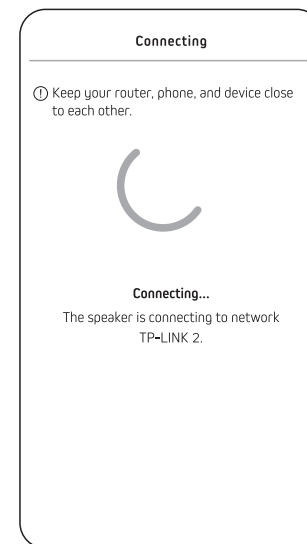 Connecting
! Keep your router, phone, and device close
to each other.
Connecting...
The speaker is connecting to network
TP-LINK 2.